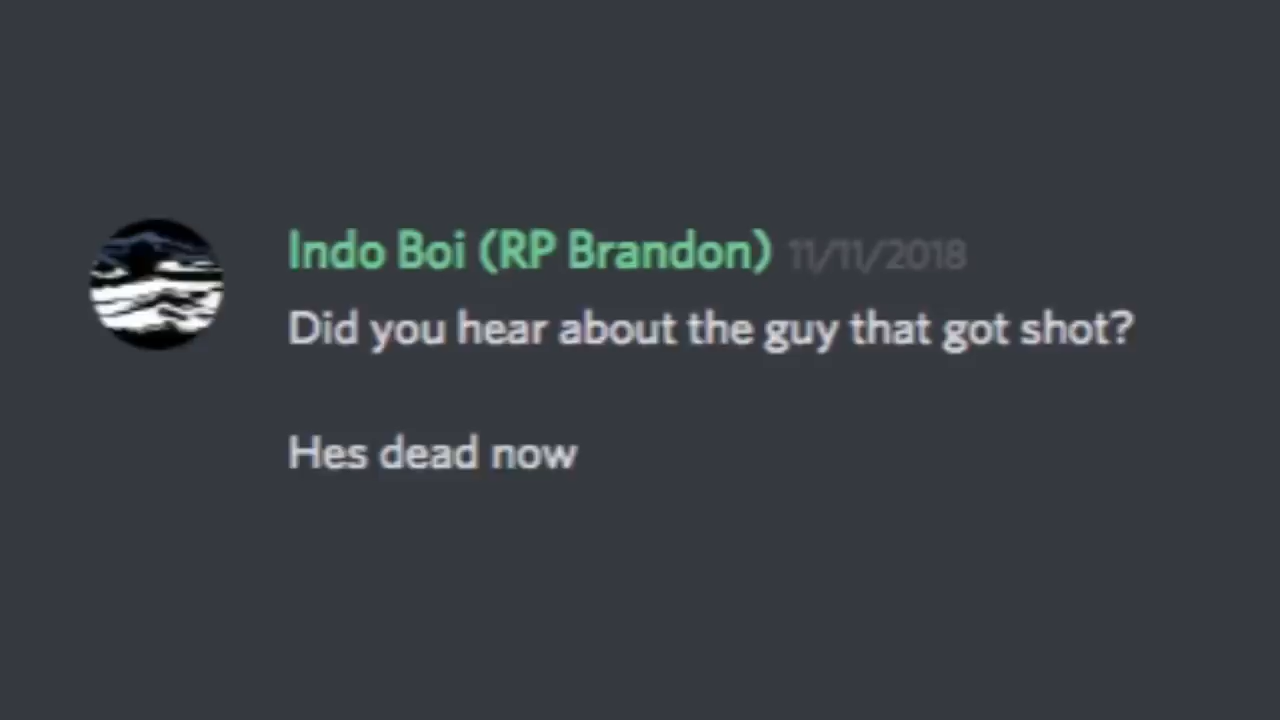 Indo Boi (RP Brandon) 11/11/2018
Did you hear about the guy that got shot?
Hes dead now